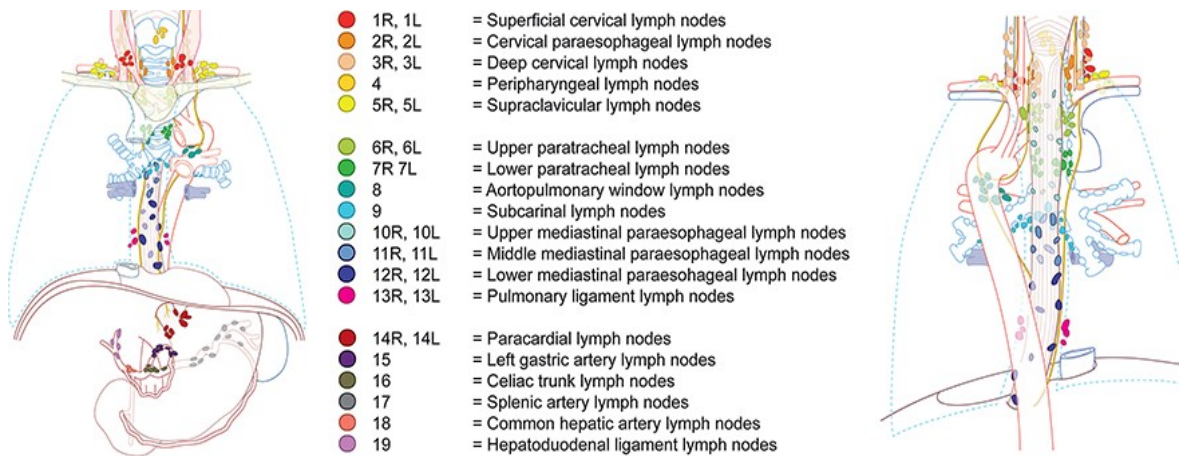 1R, 1L = Superficial cervical lymph nodes
2R, 2L = Cervical paraesophageal lymph nodes
3R, 3L = Deep cervical lymph nodes
4 = Peripharyngeal lymph nodes
5R, 5L = Supraclavicular lymph nodes
6R, 6L = Upper paratracheal lymph nodes
7R 7L = Lower paratracheal lymph nodes
8 = Aortopulmonary window lymph nodes
9 = Subcarinal lymph nodes
10R, 10L = Upper mediastinal paraesophageal lymph nodes
11R, 11L = Middle mediastinal paraesophageal lymph nodes
12R, 12L = Lower mediastinal paraesohageal lymph nodes
13R, 13L = Pulmonary ligament lymph nodes
14R, 14L = Paracardial lymph nodes
15 = Left gastric artery lymph nodes
16 = Celiac trunk lymph nodes
17 = Splenic artery lymph nodes
18 = Common hepatic artery lymph nodes
19 = Hepatoduodenal ligament lymph nodes